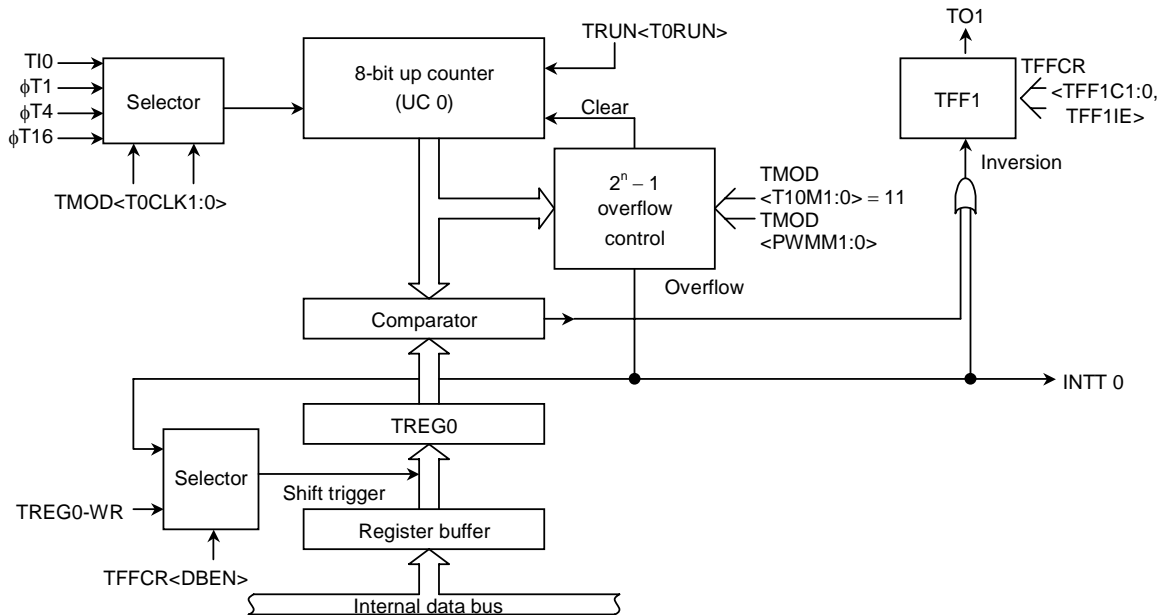 TO1
TRUN<T0RUN>
TI0
ϕT1
ϕT4
ϕT16
Selector
8-bit up counter
(UC 0)
TFF1
TFFCR
<TFF1C1:0,
TFF1IE>
Clear
Inversion
TMOD<T0CLK1:0>
2ⁿ − 1
overflow
control
TMOD
<T10M1:0> = 11
TMOD
<PWMM1:0>
Overflow
Comparator
INTT 0
TREG0
Selector
Shift trigger
TREG0-WR
Register buffer
TFFCR<DBEN>
Internal data bus